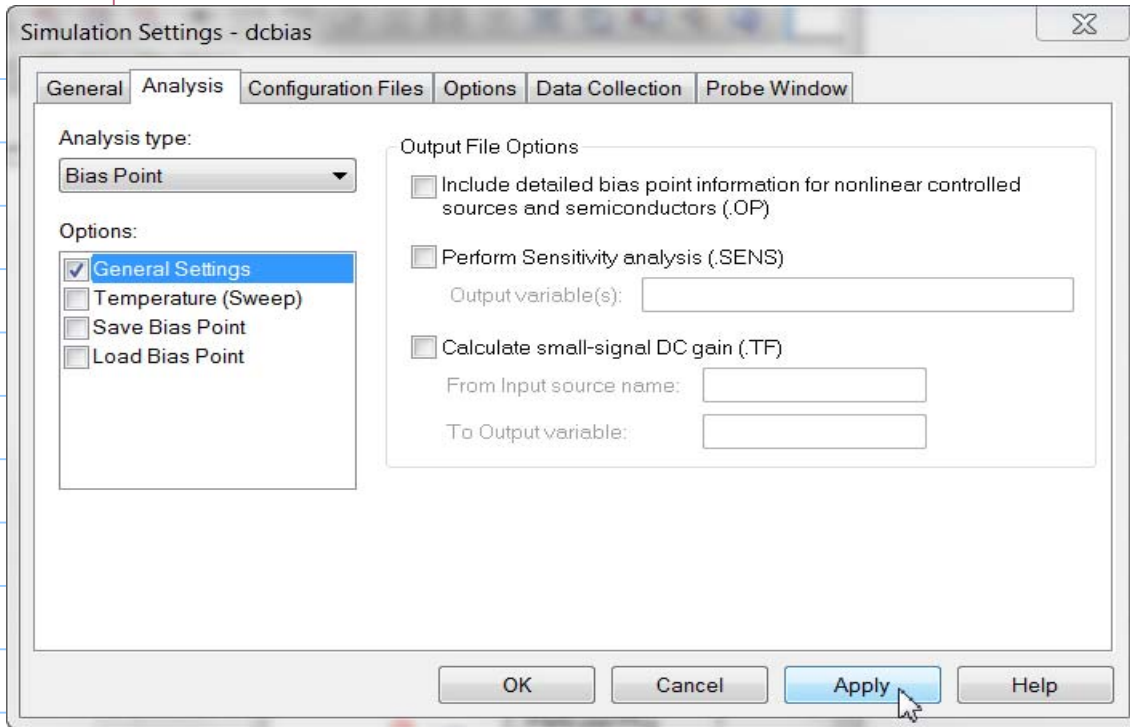 Simulation Settings - dcbias
General Analysis Configuration Files Options Data Collection Probe Window
Analysis type:
Bias Point
Options:
General Settings
Temperature (Sweep)
Save Bias Point
Load Bias Point
Output File Options
Include detailed bias point information for nonlinear controlled
sources and semiconductors (.OP)
Perform Sensitivity analysis (.SENS)
Output variable(s):
Calculate small-signal DC gain (.TF)
From Input source name:
To Output variable:
OK Cancel Apply Help